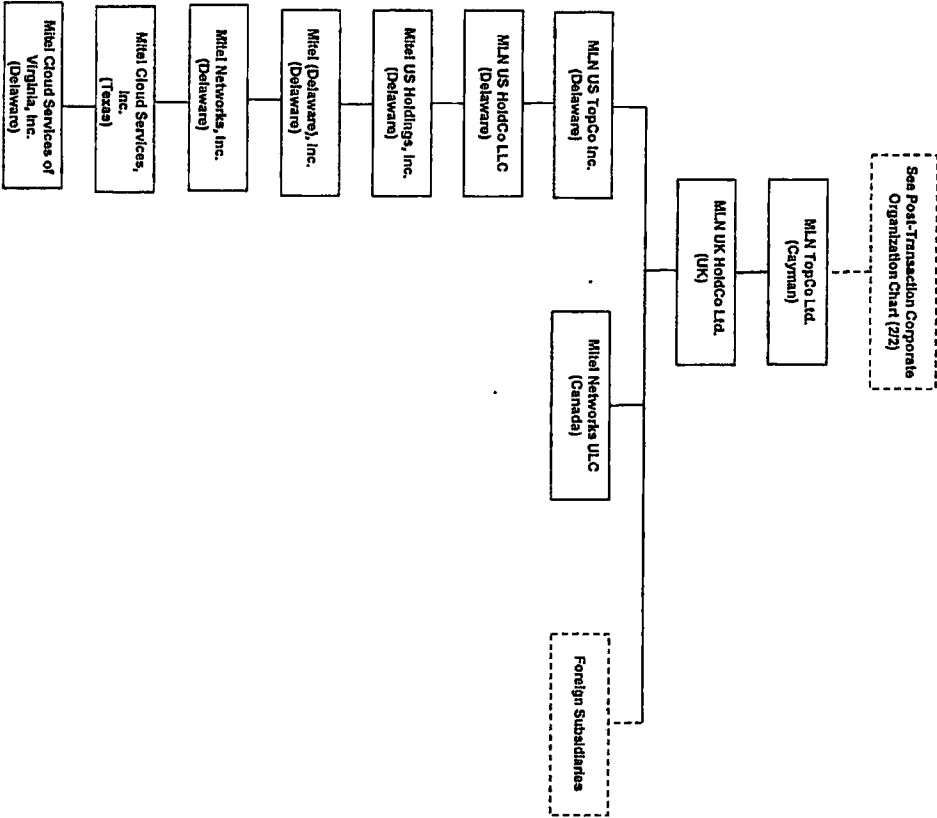 See Post-Transaction Corporate
Organization Chart (2/2)
MLN TopCo Ltd.
(Cayman)
MLN UK HoldCo Ltd.
(UK)
MLN US TopCo Inc.
(Delaware)
Mitel Networks ULC
(Canada)
Foreign Subsidiaries
MLN US HoldCo LLC
(Delaware)
Mitel US Holdings, Inc.
(Delaware)
Mitel (Delaware), Inc.
(Delaware)
Mitel Networks, Inc.
(Delaware)
Mitel Cloud Services,
Inc.
(Texas)
Mitel Cloud Services of
Virginia, Inc.
(Delaware)